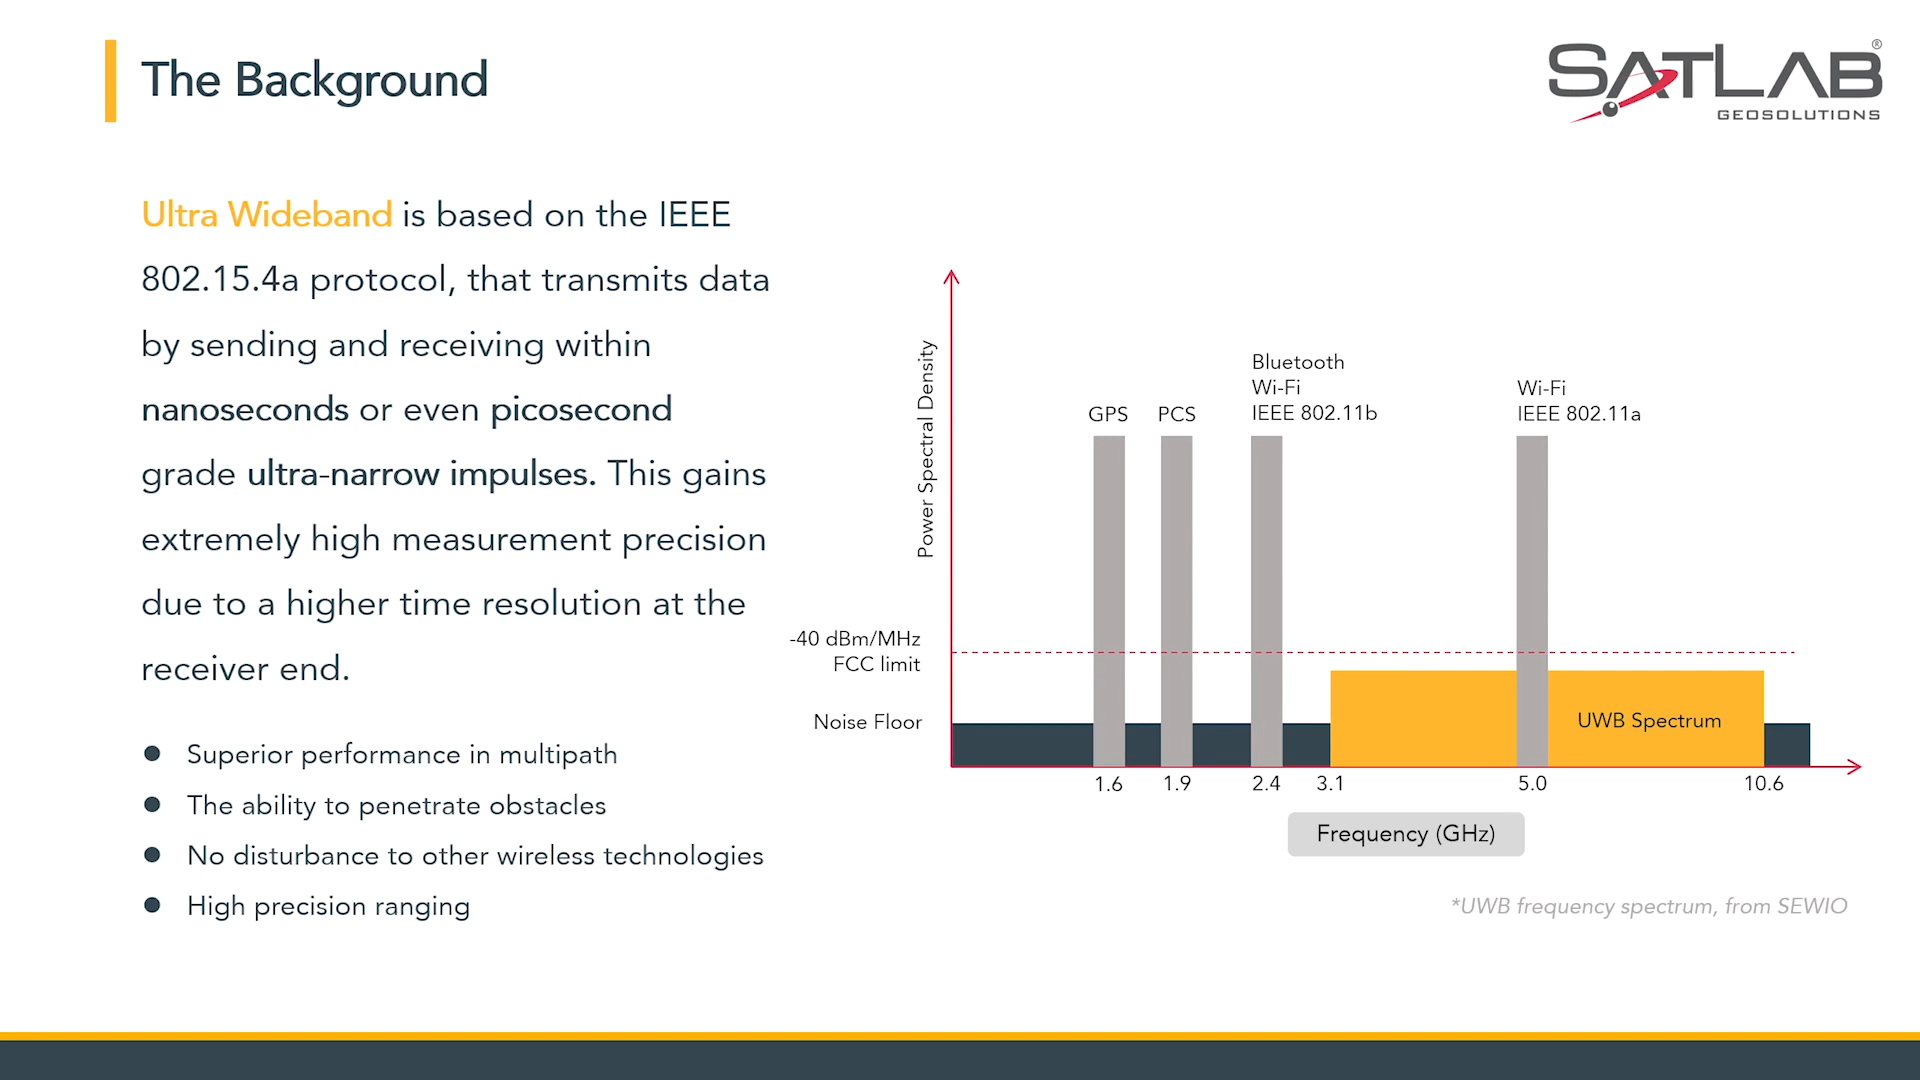 The Background
SATLAB®
GEOSOLUTIONS
Ultra Wideband is based on the IEEE
802.15.4a protocol, that transmits data
by sending and receiving within
nanoseconds or even picosecond
grade ultra-narrow impulses. This gains
extremely high measurement precision
due to a higher time resolution at the
receiver end.
● Superior performance in multipath
● The ability to penetrate obstacles
● No disturbance to other wireless technologies
● High precision ranging
Power Spectral Density
GPS
PCS
Bluetooth
Wi-Fi
IEEE 802.11b
Wi-Fi
IEEE 802.11a
-40 dBm/MHz
FCC limit
Noise Floor
UWB Spectrum
1.6 1.9 2.4 3.1 5.0 10.6
Frequency (GHz)
*UWB frequency spectrum, from SEWIO